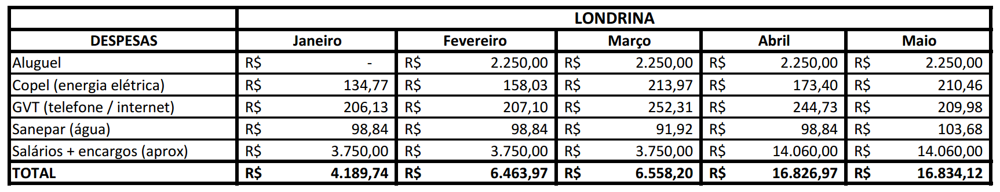 LONDRINA
DESPESAS Janeiro Fevereiro Março Abril Maio
Aluguel R$ - R$ 2.250,00 R$ 2.250,00 R$ 2.250,00 R$ 2.250,00
Copel (energia elétrica) R$ 134,77 R$ 158,03 R$ 213,97 R$ 173,40 R$ 210,46
GVT (telefone / internet) R$ 206,13 R$ 207,10 R$ 252,31 R$ 244,73 R$ 209,98
Sanepar (água) R$ 98,84 R$ 98,84 R$ 91,92 R$ 98,84 R$ 103,68
Salários + encargos (aprox) R$ 3.750,00 R$ 3.750,00 R$ 3.750,00 R$ 14.060,00 R$ 14.060,00
TOTAL R$ 4.189,74 R$ 6.463,97 R$ 6.558,20 R$ 16.826,97 R$ 16.834,12